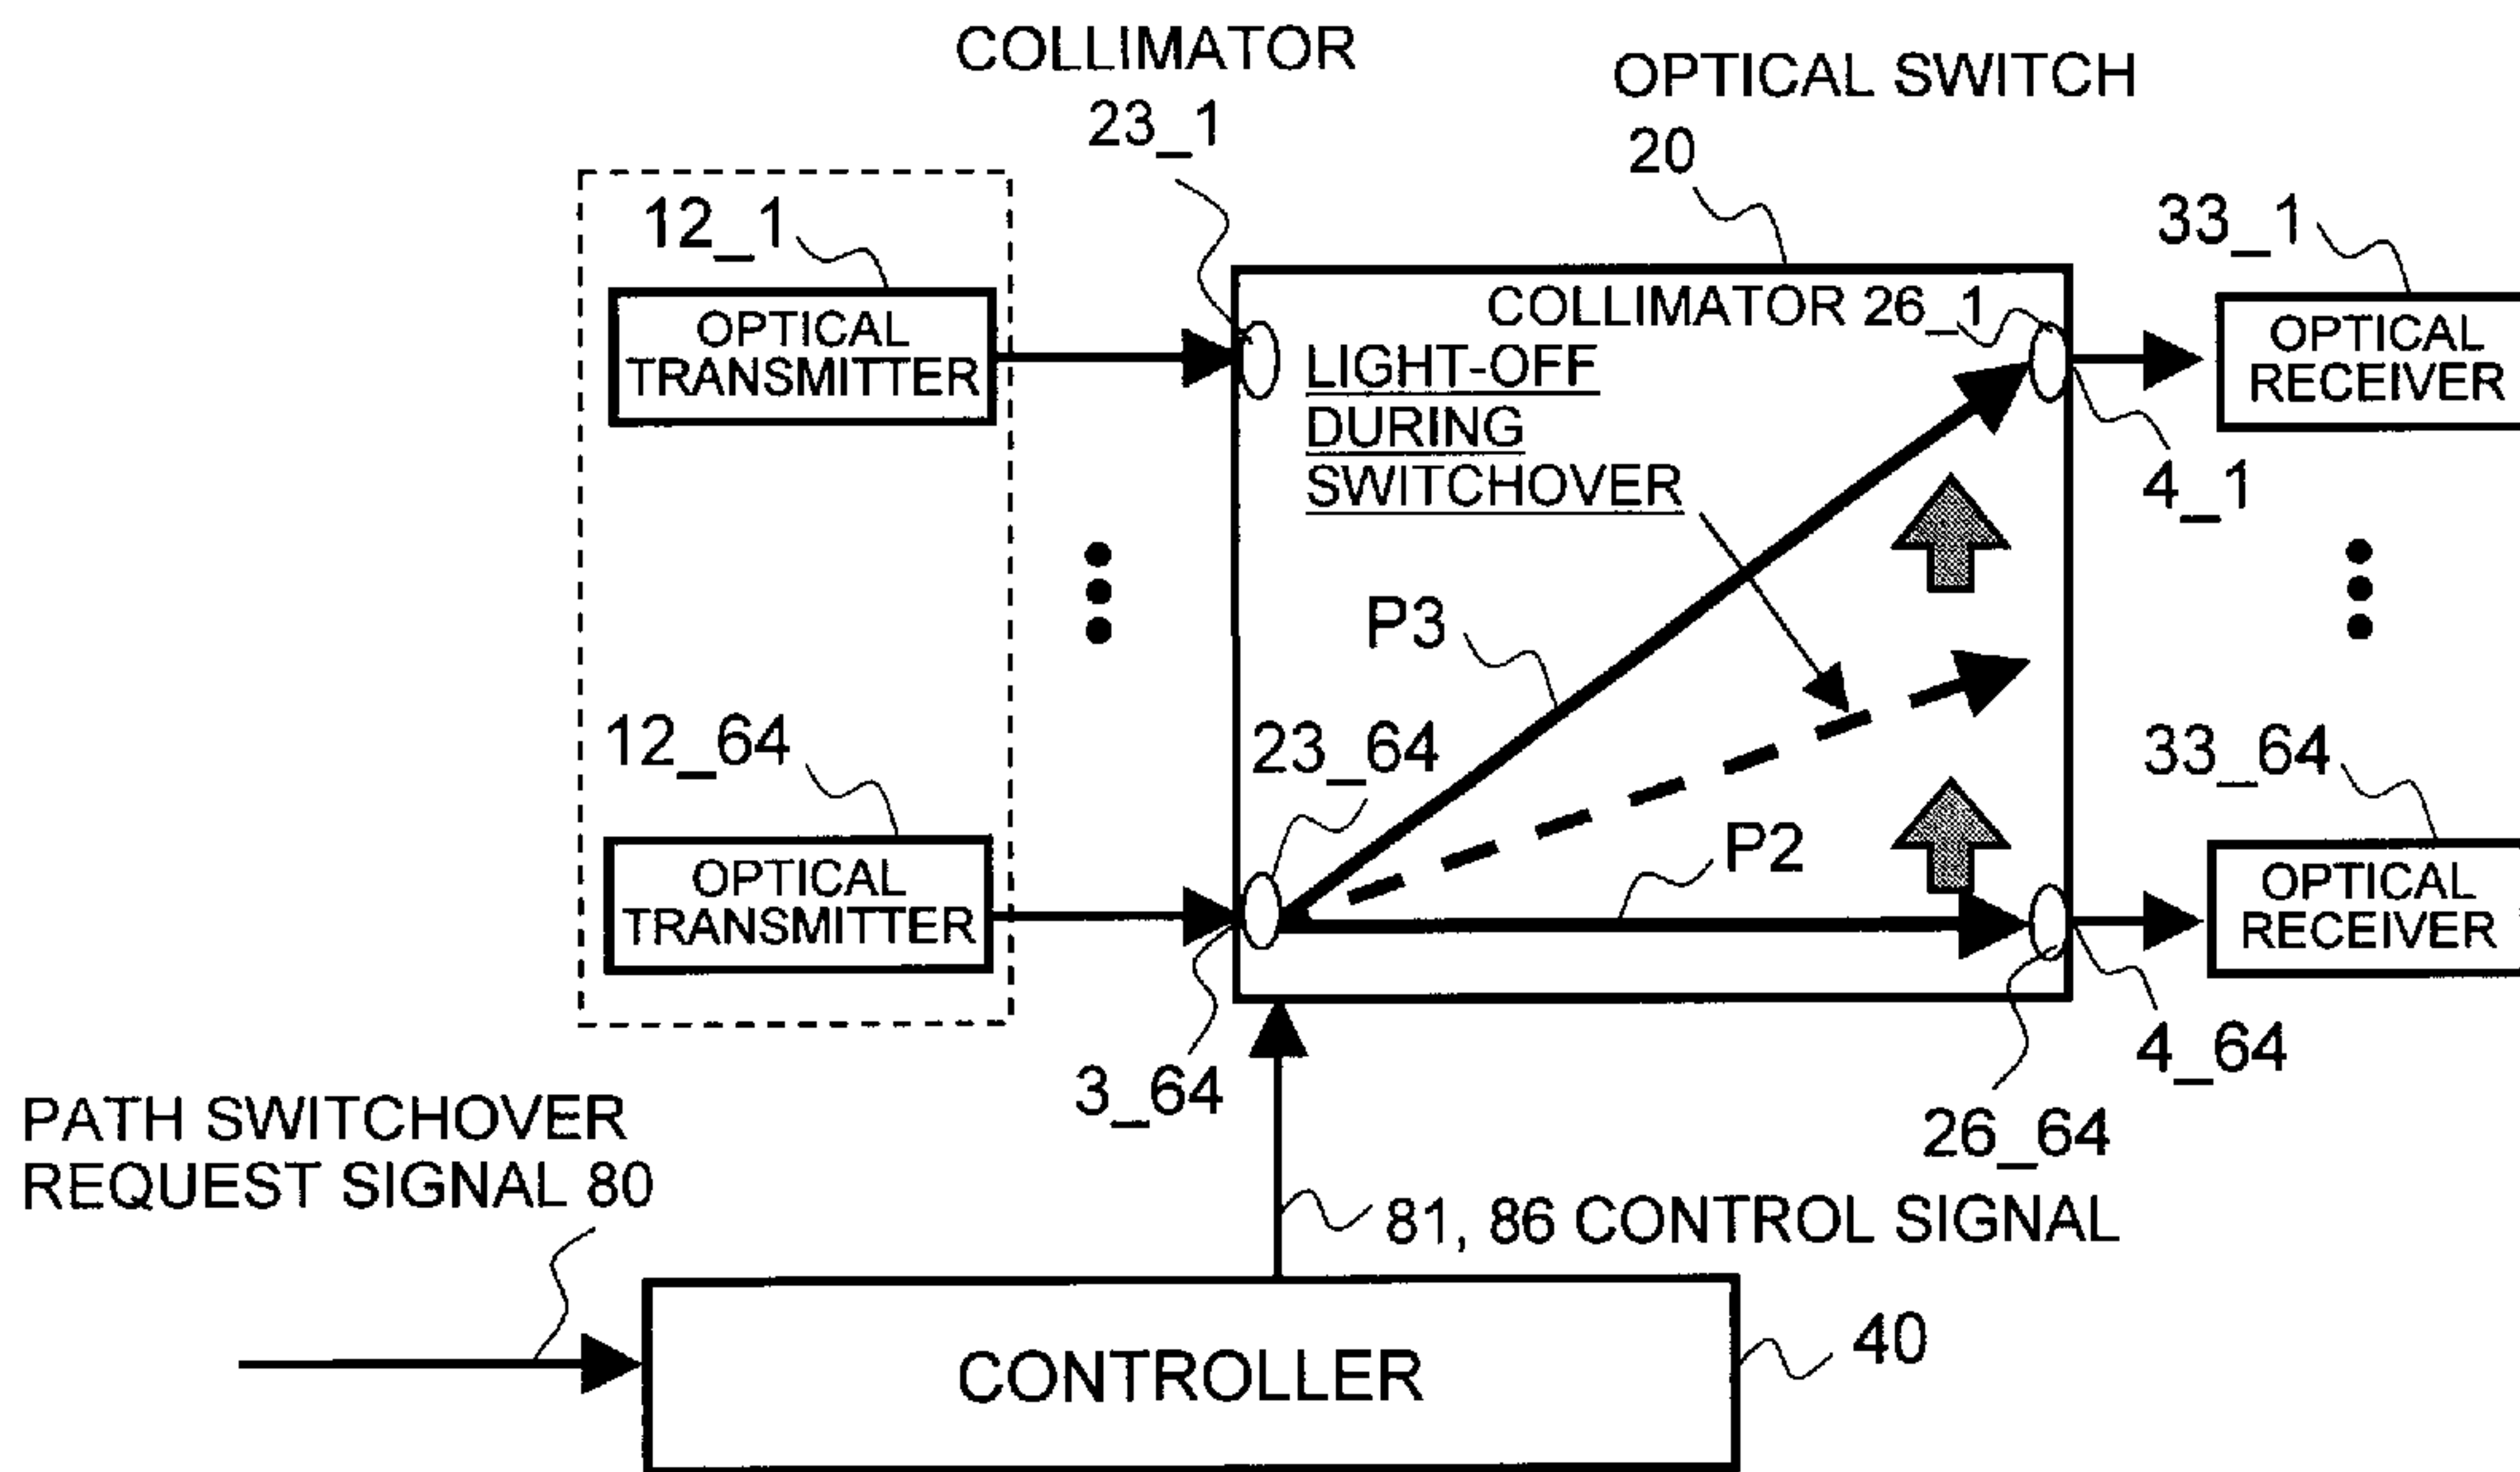 COLLIMATOR
23_1
OPTICAL SWITCH
20
12_1
33_1
OPTICAL
TRANSMITTER
COLLIMATOR 26_1
OPTICAL
RECEIVER
LIGHT-OFF
DURING
SWITCHOVER
4_1
P3
12_64
23_64
33_64
P2
OPTICAL
TRANSMITTER
OPTICAL
RECEIVER
3_64
4_64
26_64
PATH SWITCHOVER
REQUEST SIGNAL 80
81, 86 CONTROL SIGNAL
40
CONTROLLER